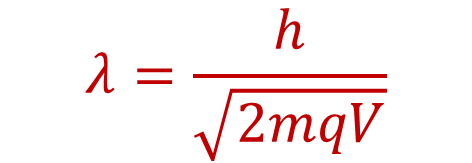 λ = h / √(2mqV)